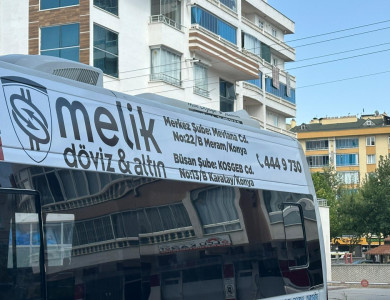 melik
döviz & altın
Merkez Şube: Mevlana Cd.
No:22/B Meram/Konya
Büsan Şube: KOSGEB Cd.
No:13/B Karatay/Konya
444 9 730